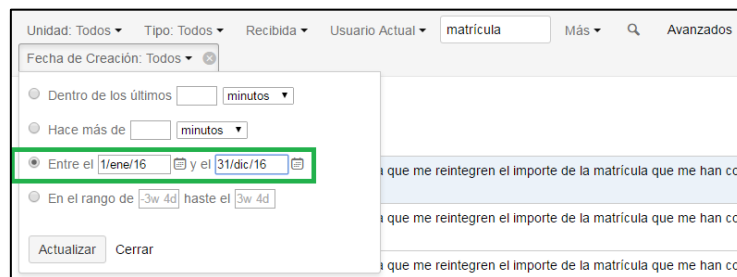 Unidad: Todos Tipo: Todos Recibida Usuario Actual matrícula Más Avanzados
Fecha de Creación: Todos
Dentro de los últimos minutos
Hace más de minutos
Entre el 1/ene/16 y el 31/dic/16
que me reintegren el importe de la matrícula que me han co
En el rango de -3w 4d hasta el 3w 4d
que me reintegren el importe de la matrícula que me han co
Actualizar Cerrar
que me reintegren el importe de la matrícula que me han co